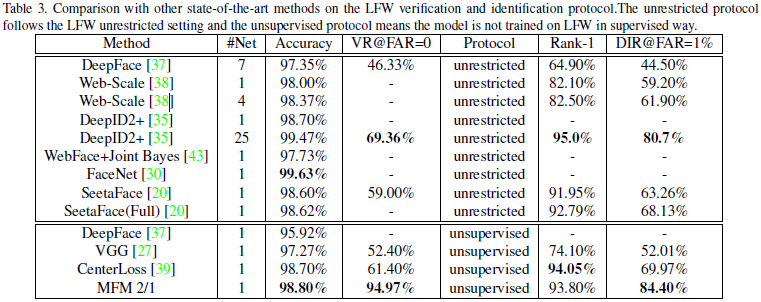 Table 3. Comparison with other state-of-the-art methods on the LFW verification and identification protocol.The unrestricted protocol
follows the LFW unrestricted setting and the unsupervised protocol means the model is not trained on LFW in supervised way.
Method #Net Accuracy VR@FAR=0 Protocol Rank-1 DIR@FAR=1%
DeepFace [37] 7 97.35% 46.33% unrestricted 64.90% 44.50%
Web-Scale [38] 1 98.00% - unrestricted 82.10% 59.20%
Web-Scale [38] 4 98.37% - unrestricted 82.50% 61.90%
DeepID2+ [35] 1 98.70% - unrestricted - -
DeepID2+ [35] 25 99.47% 69.36% unrestricted 95.0% 80.7%
WebFace+Joint Bayes [43] 1 97.73% - unrestricted - -
FaceNet [30] 1 99.63% - unrestricted - -
SeetaFace [20] 1 98.60% 59.00% unrestricted 91.95% 63.26%
SeetaFace(Full) [20] 1 98.62% - unrestricted 92.79% 68.13%
DeepFace [37] 1 95.92% - unsupervised - -
VGG [27] 1 97.27% 52.40% unsupervised 74.10% 52.01%
CenterLoss [39] 1 98.70% 61.40% unsupervised 94.05% 69.97%
MFM 2/1 1 98.80% 94.97% unsupervised 93.80% 84.40%